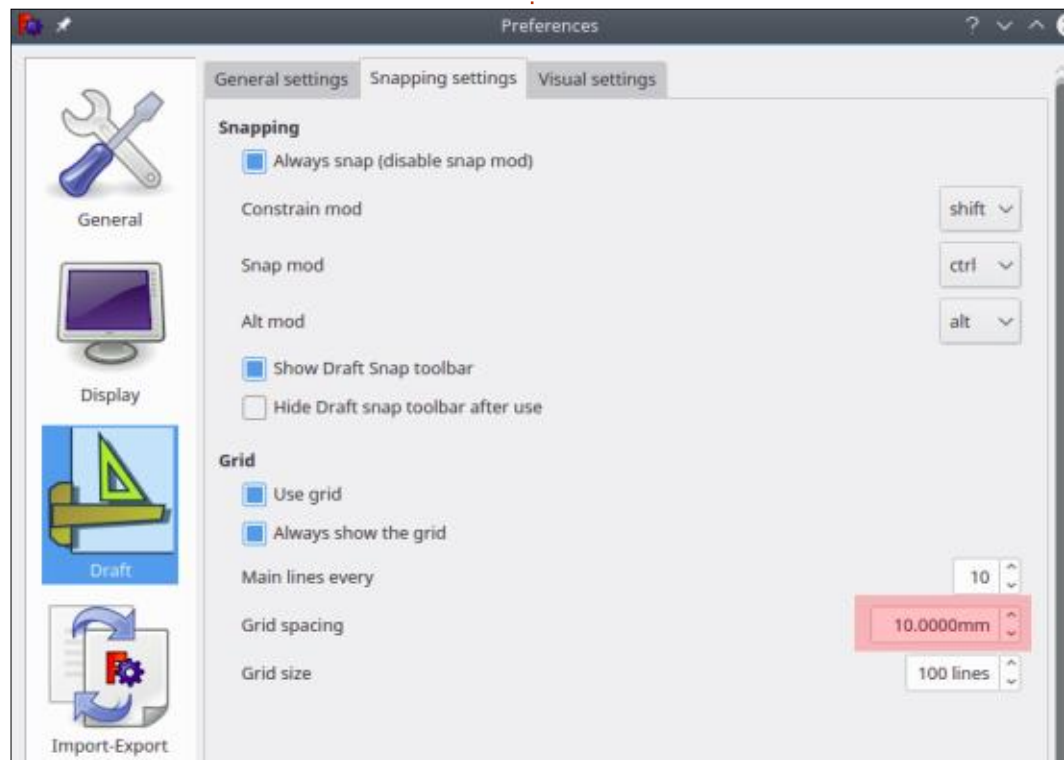 Preferences
General settings Snapping settings Visual settings
Snapping
Always snap (disable snap mod)
General
Constrain mod shift
Snap mod ctrl
Alt mod alt
Show Draft Snap toolbar
Display
Hide Draft snap toolbar after use
Grid
Use grid
Always show the grid
Draft
Main lines every 10
Grid spacing 10.0000mm
Grid size 100 lines
Import-Export